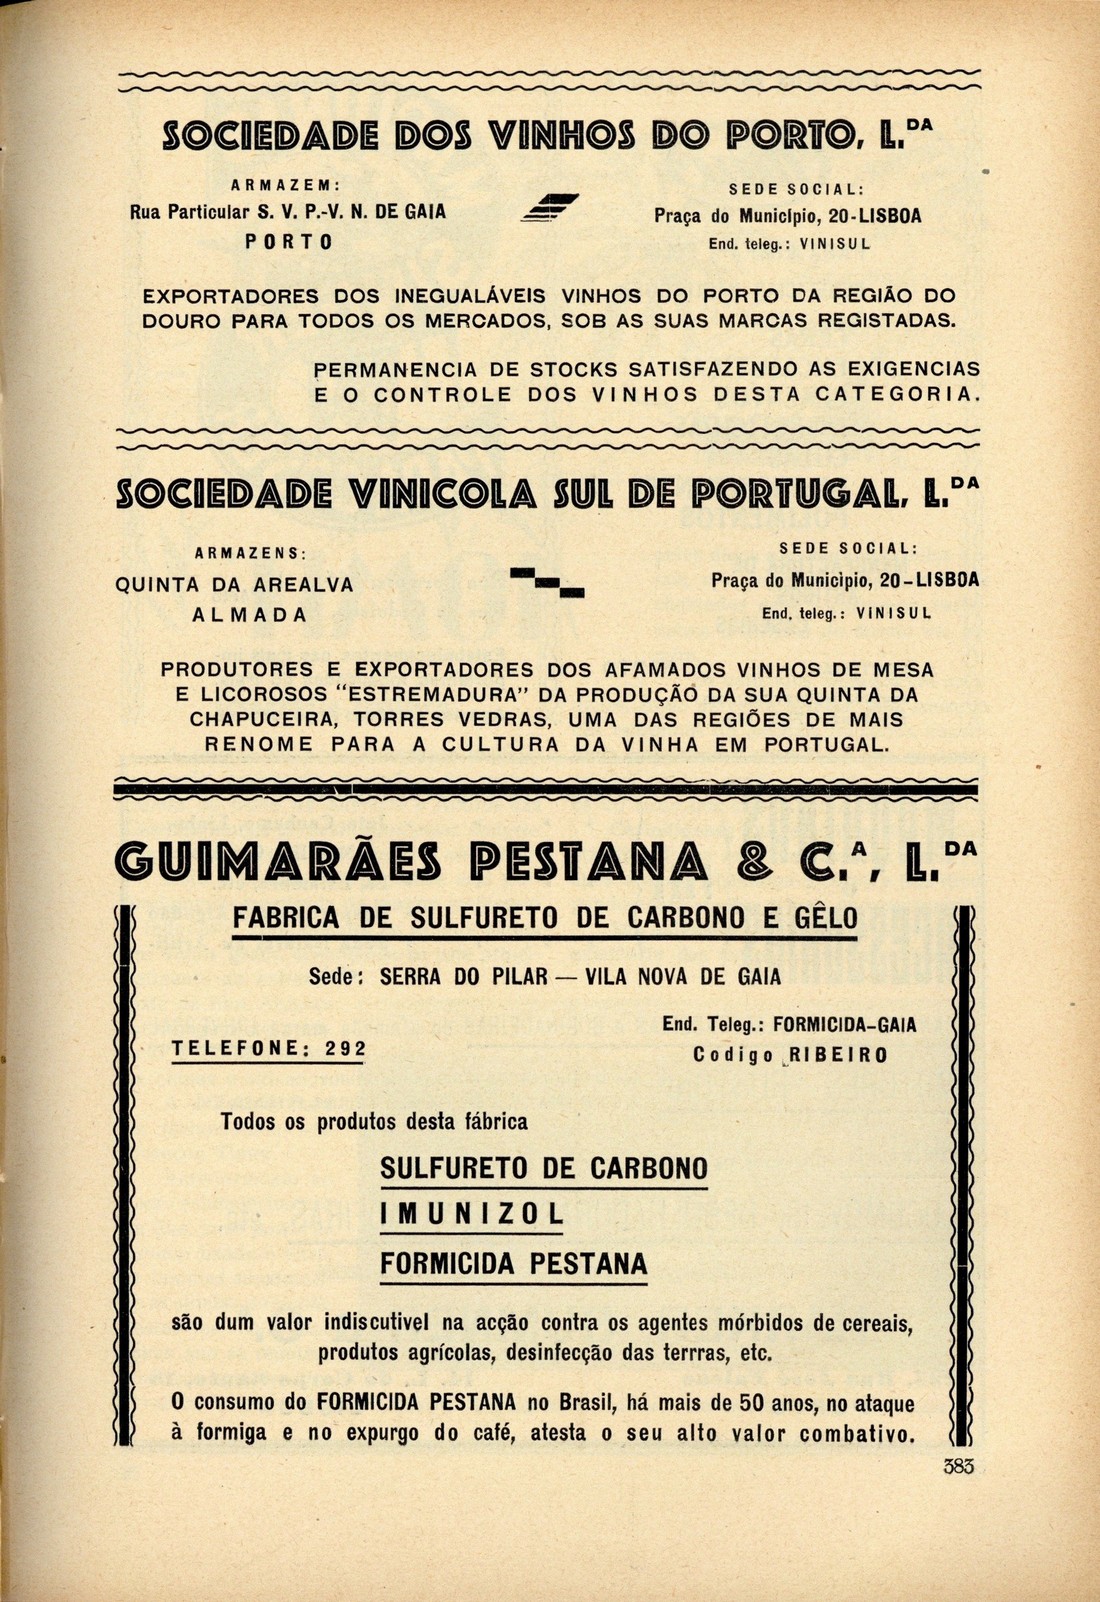 SOCIEDADE DOS VINHOS DO PORTO, L.DA
ARMAZEM:
Rua Particular S. V. P.-V. N. DE GAIA
PORTO
SEDE SOCIAL:
Praça do Município, 20-LISBOA
End. teleg.: VINISUL
EXPORTADORES DOS INEGUALÁVEIS VINHOS DO PORTO DA REGIÃO DO
DOURO PARA TODOS OS MERCADOS, SOB AS SUAS MARCAS REGISTADAS.
PERMANENCIA DE STOCKS SATISFAZENDO AS EXIGENCIAS
E O CONTROLE DOS VINHOS DESTA CATEGORIA.
SOCIEDADE VINICOLA SUL DE PORTUGAL, L.DA
ARMAZENS:
QUINTA DA AREALVA
ALMADA
SEDE SOCIAL:
Praça do Município, 20-LISBOA
End. teleg.: VINISUL
PRODUTORES E EXPORTADORES DOS AFAMADOS VINHOS DE MESA
E LICOROSOS "ESTREMADURA" DA PRODUÇÃO DA SUA QUINTA DA
CHAPUCEIRA, TORRES VEDRAS, UMA DAS REGIÕES DE MAIS
RENOME PARA A CULTURA DA VINHA EM PORTUGAL.
GUIMARÃES PESTANA & C.A, L.DA
FABRICA DE SULFURETO DE CARBONO E GÊLO
Sede: SERRA DO PILAR — VILA NOVA DE GAIA
TELEFONE: 292
End. Teleg.: FORMICIDA-GAIA
Codigo RIBEIRO
Todos os produtos desta fábrica
SULFURETO DE CARBONO
IMUNIZOL
FORMICIDA PESTANA
são dum valor indiscutivel na acção contra os agentes mórbidos de cereais,
produtos agrícolas, desinfecção das terrras, etc.
O consumo do FORMICIDA PESTANA no Brasil, há mais de 50 anos, no ataque
à formiga e no expurgo do café, atesta o seu alto valor combativo.
383